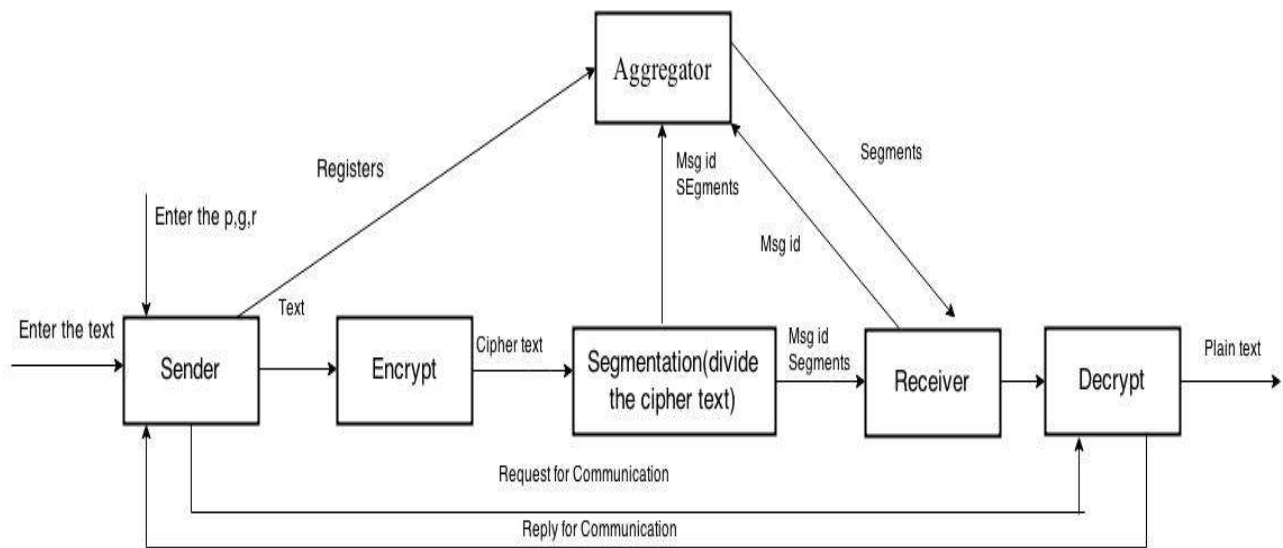 Aggregator
Registers
Msg id
SEgments
Segments
Msg id
Enter the p,g,r
Enter the text
Sender
Text
Encrypt
Cipher text
Segmentation(divide
the cipher text)
Msg id
Segments
Receiver
Decrypt
Plain text
Request for Communication
Reply for Communication